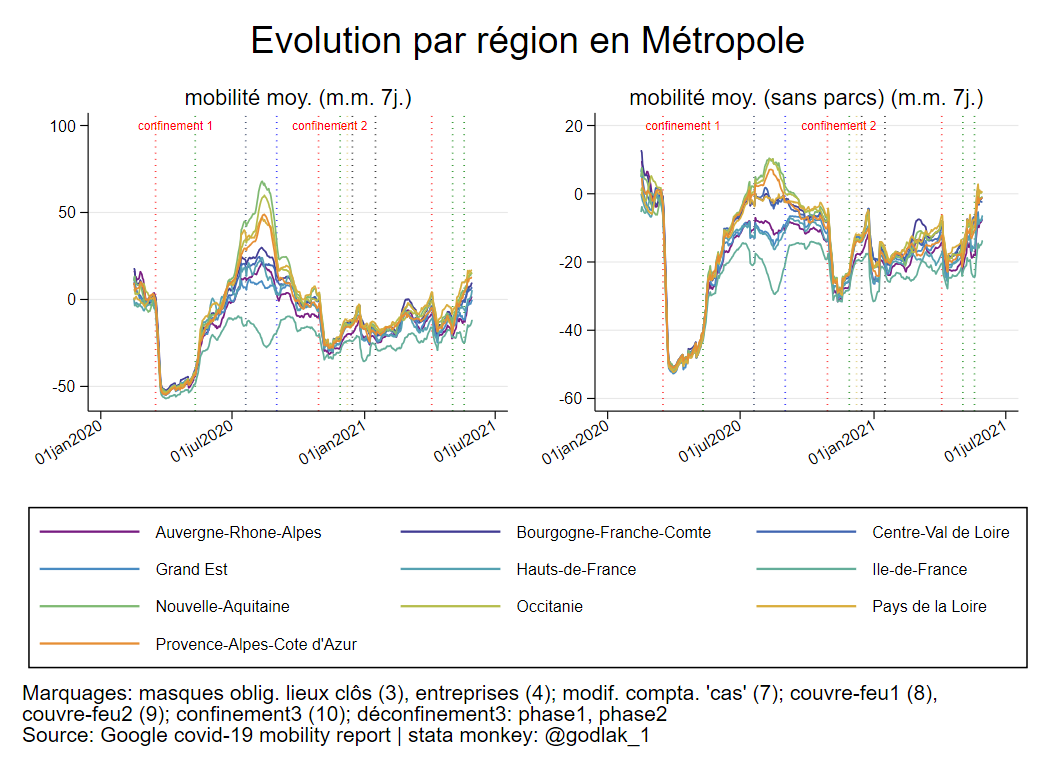 Evolution par région en Métropole
mobilité moy. (m.m. 7j.)
confinement 1
confinement 2
100
50
0
-50
01jan2020
01jul2020
01jan2021
01jul2021
mobilité moy. (sans parcs) (m.m. 7j.)
confinement 1
confinement 2
20
0
-20
-40
-60
01jan2020
01jul2020
01jan2021
01jul2021
Auvergne-Rhone-Alpes
Bourgogne-Franche-Comte
Centre-Val de Loire
Grand Est
Hauts-de-France
Ile-de-France
Nouvelle-Aquitaine
Occitanie
Pays de la Loire
Provence-Alpes-Cote d'Azur
Marquages: masques oblig. lieux clôs (3), entreprises (4); modif. compta. 'cas' (7); couvre-feu1 (8),
couvre-feu2 (9); confinement3 (10); déconfinement3: phase1, phase2
Source: Google covid-19 mobility report | stata monkey: @godlak_1